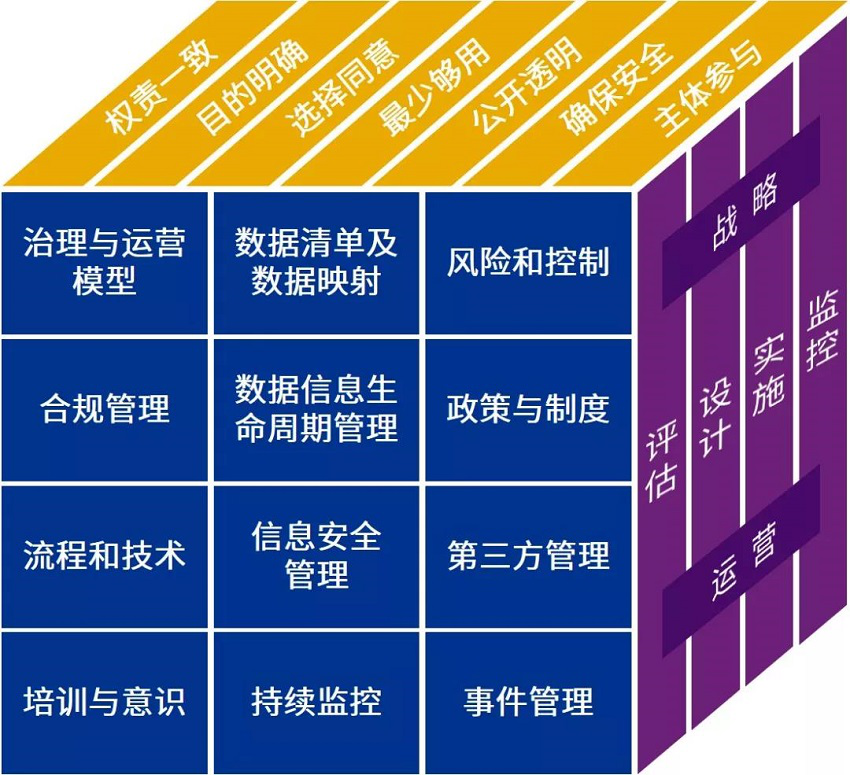 权责一致
目的明确
选择同意
最少够用
公开透明
确保安全
主体参与
治理与运营
模型
数据清单及
数据映射
风险和控制
合规管理
数据信息生
命周期管理
政策与制度
流程和技术
信息安全
管理
第三方管理
培训与意识
持续监控
事件管理
战略
评估
设计
实施
监控
运营